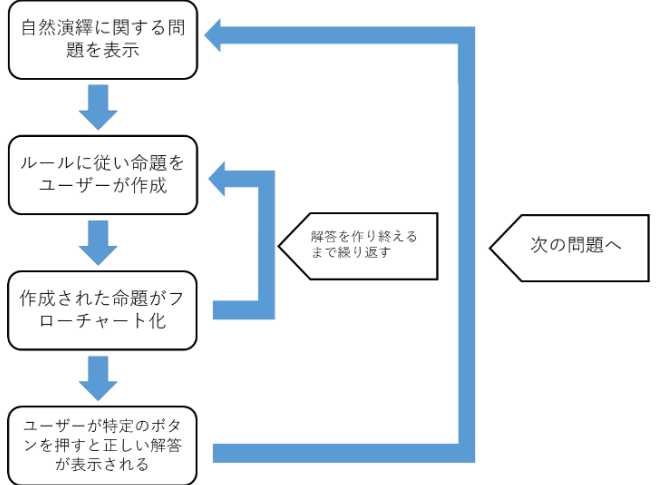 自然演繹に関する問
題を表示
ルールに従い命題を
ユーザーが作成
解答を作り終える
まで繰り返す
次の問題へ
作成された命題がフ
ローチャート化
ユーザーが特定のボタ
ンを押すと正しい解答
が表示される